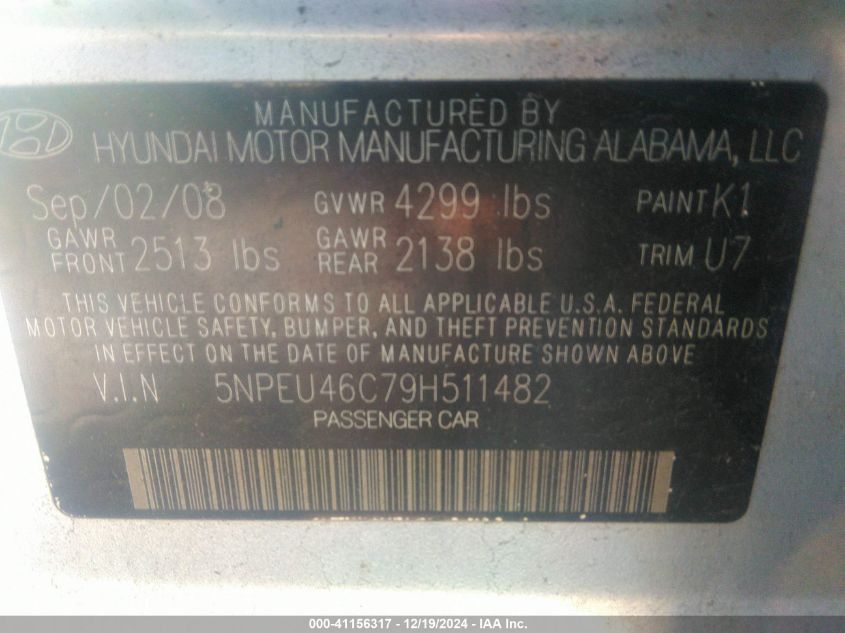 MANUFACTURED BY
HYUNDAI MOTOR MANUFACTURING ALABAMA, LLC
Sep/02/08 GVWR 4299 lbs PAINT K1
GAWR FRONT 2513 lbs GAWR REAR 2138 lbs TRIM U7
THIS VEHICLE CONFORMS TO ALL APPLICABLE U.S.A. FEDERAL
MOTOR VEHICLE SAFETY, BUMPER, AND THEFT PREVENTION STANDARDS
IN EFFECT ON THE DATE OF MANUFACTURE SHOWN ABOVE.
V.I.N 5NPEU46C79H511482
PASSENGER CAR
000-41156317 - 12/19/2024 - IAA Inc.